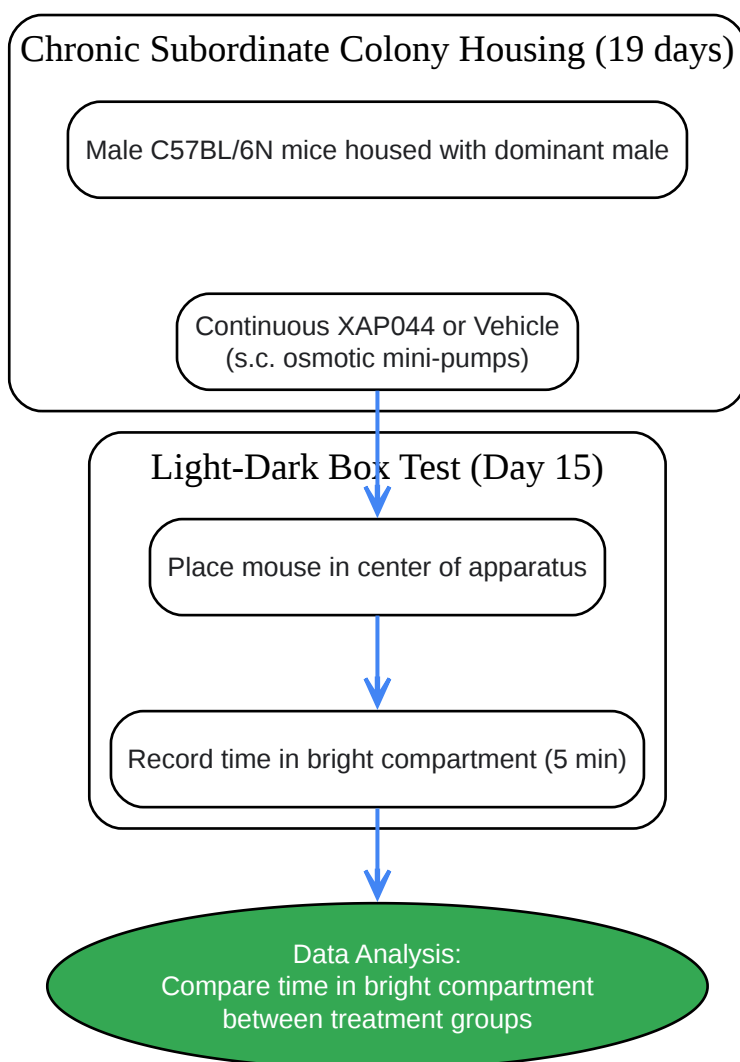 Chronic Subordinate Colony Housing (19 days)
Male C57BL/6N mice housed with dominant male
Continuous XAP044 or Vehicle
(s.c. osmotic mini-pumps)
Light-Dark Box Test (Day 15)
Place mouse in center of apparatus
Record time in bright compartment (5 min)
Data Analysis:
Compare time in bright compartment
between treatment groups